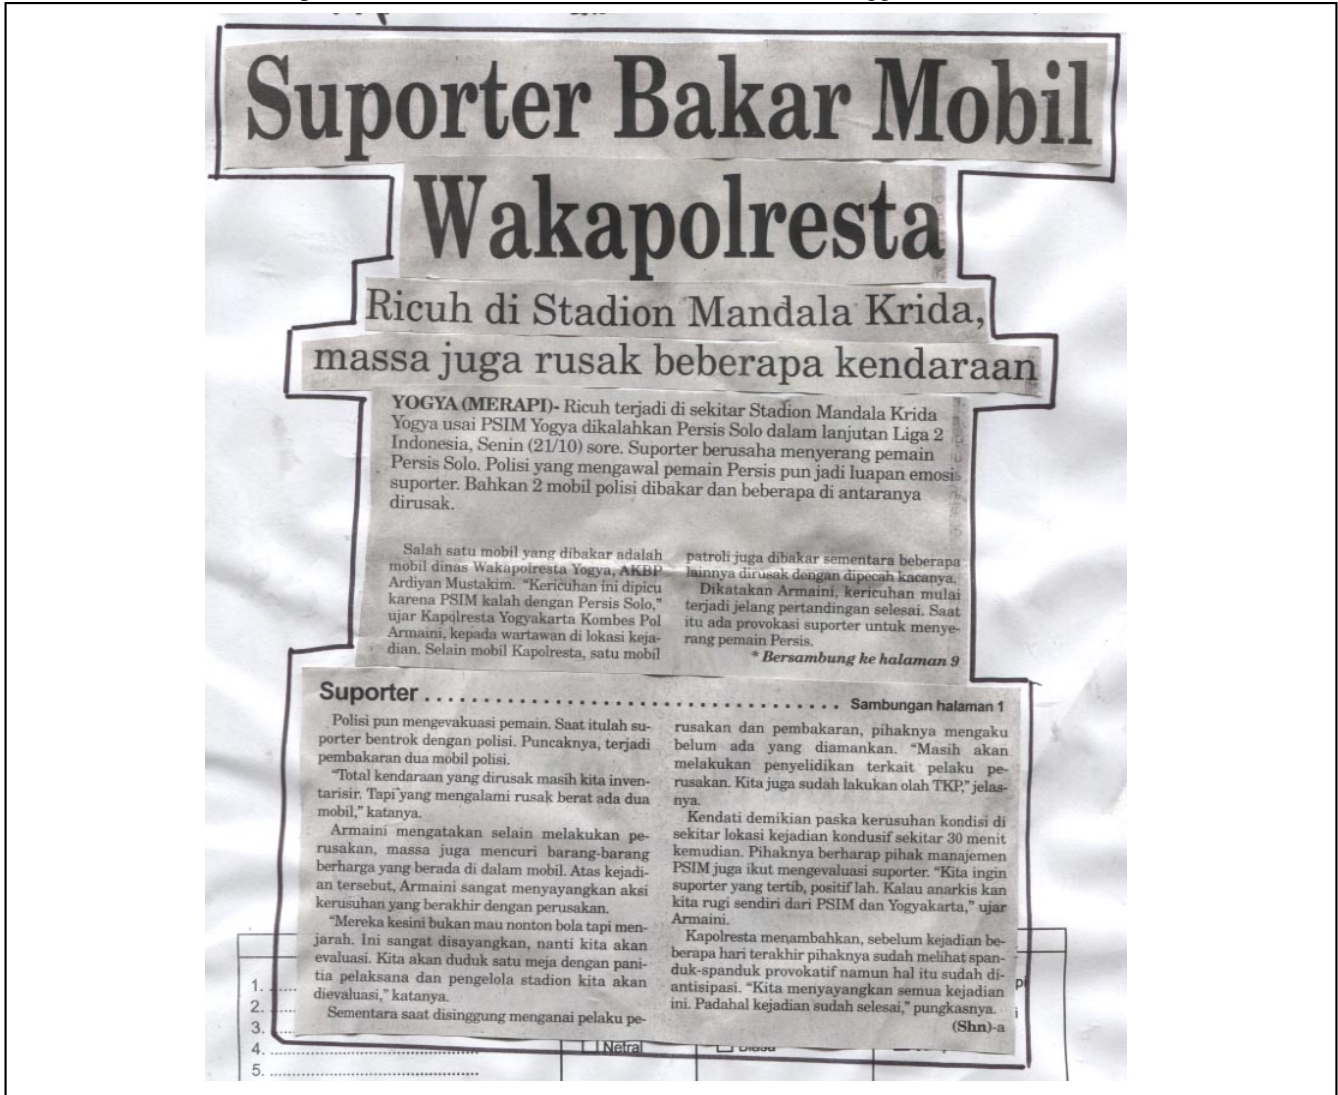 Suporter Bakar Mobil
Wakapolresta
Ricuh di Stadion Mandala Krida,
massa juga rusak beberapa kendaraan
YOGYA (MERAPI)- Ricuh terjadi di sekitar Stadion Mandala Krida
Yogya usai PSIM Yogya dikalahkan Persis Solo dalam lanjutan Liga 2
Indonesia, Senin (21/10) sore. Suporter berusaha menyerang pemain
Persis Solo. Polisi yang mengawal pemain Persis pun jadi luapan emosi
suporter. Bahkan 2 mobil polisi dibakar dan beberapa di antaranya
dirusak.
Salah satu mobil yang dibakar adalah
mobil dinas Wakapolresta Yogya, AKBP
Ardiyan Mustakim. "Kericuhan ini dipicu
karena PSIM kalah dengan Persis Solo,"
ujar Kapolresta Yogyakarta Kombes Pol
Armaini, kepada wartawan di lokasi keja-
dian. Selain mobil Kapolresta, satu mobil
patroli juga dibakar sementara beberapa
lainnya dirusak dengan dipecah kacanya.
Dikatakan Armaini, kericuhan mulai
terjadi jelang pertandingan selesai. Saat
itu ada provokasi suporter untuk menye-
rang pemain Persis.
* Bersambung ke halaman 9
Suporter . . . . . . . . . . . . . . . . . . . . . . . . . . . . . . . . . . . . Sambungan halaman 1
Polisi pun mengevakuasi pemain. Saat itulah su-
porter bentrok dengan polisi. Puncaknya, terjadi
pembakaran dua mobil polisi.
"Total kendaraan yang dirusak masih kita inven-
tarisir. Tapi yang mengalami rusak berat ada dua
mobil," katanya.
Armaini mengatakan selain melakukan pe-
rusakan, massa juga mencuri barang-barang
berharga yang berada di dalam mobil. Atas kejadi-
an tersebut, Armaini sangat menyayangkan aksi
kerusuhan yang berakhir dengan perusakan.
"Mereka kesini bukan mau nonton bola tapi men-
jarah. Ini sangat disayangkan, nanti kita akan
evaluasi. Kita akan duduk satu meja dengan pani-
tia pelaksana dan pengelola stadion kita akan
dievaluasi," katanya.
Sementara saat disinggung menganai pelaku pe-
rusakan dan pembakaran, pihaknya mengaku
belum ada yang diamankan. "Masih akan
melakukan penyelidikan terkait pelaku pe-
rusakan. Kita juga sudah lakukan olah TKP," jelas-
nya.
Kendati demikian paska kerusuhan kondisi di
sekitar lokasi kejadian kondusif sekitar 30 menit
kemudian. Pihaknya berharap pihak manajemen
PSIM juga ikut mengevaluasi suporter. "Kita ingin
suporter yang tertib, positif lah. Kalau anarkis kan
kita rugi sendiri dari PSIM dan Yogyakarta," ujar
Armaini.
Kapolresta menambahkan, sebelum kejadian be-
berapa hari terakhir pihaknya sudah melihat span-
duk-spanduk provokatif namun hal itu sudah di-
antisipasi. "Kita menyayangkan semua kejadian
ini. Padahal kejadian sudah selesai," pungkasnya.
(Shn)-a
1. .....
2. .....
3. .....
4. ..........................................
5. ..........................................
Netral